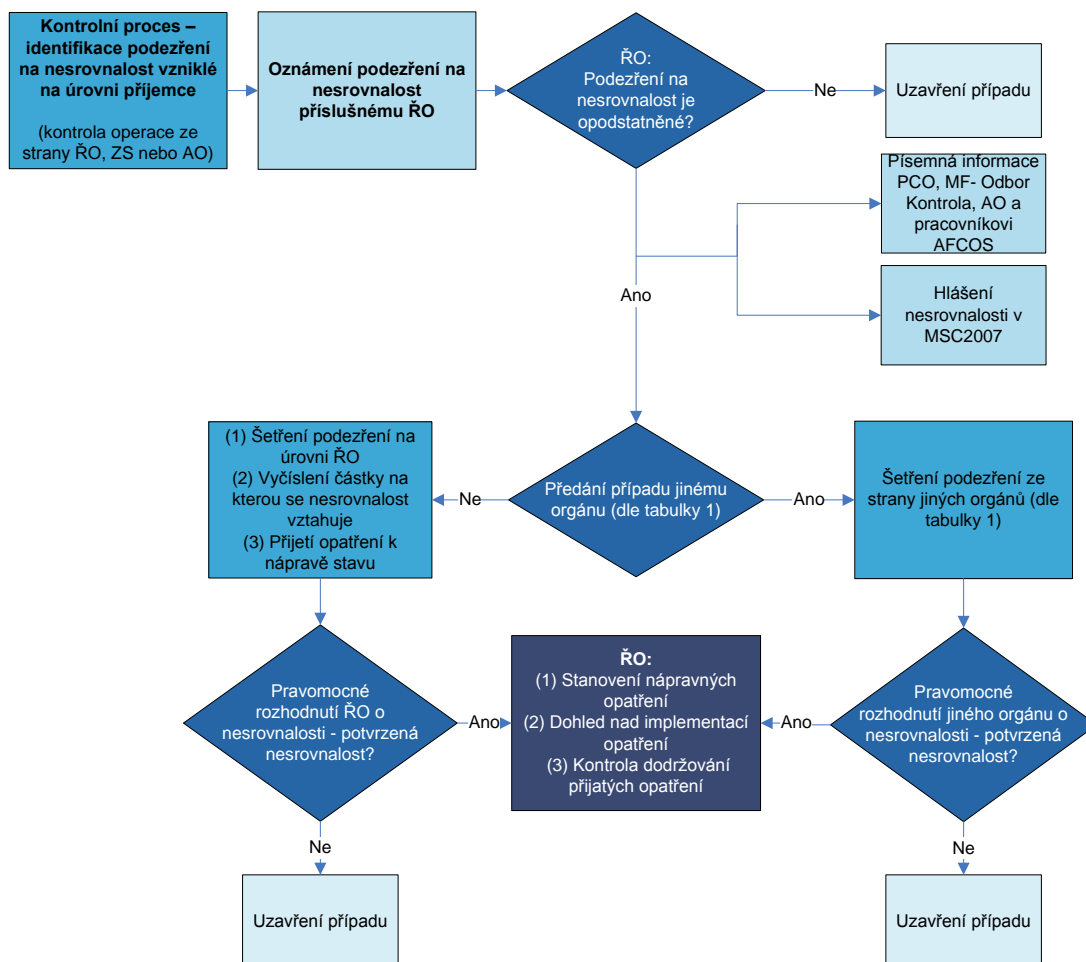 Kontrolní proces –
identifikace podezření
na nesrovnalost vzniklé
na úrovni příjemce
(kontrola operace ze
strany ŘO, ZS nebo AO)
Oznámení podezření na
nesrovnalost
příslušnému ŘO
ŘO:
Podezření na
nesrovnalost je
opodstatněné?
Ne
Uzavření případu
Písemná informace
PCO, MF- Odbor
Kontrola, AO a
pracovníkovi
AFCOS
Ano
Hlášení
nesrovnalosti v
MSC2007
(1) Šetření podezření na
úrovni ŘO
(2) Vyčíslení částky na
kterou se nesrovnalost
vztahuje
(3) Přijetí opatření k
nápravě stavu
Ne
Předání případu jinému
orgánu (dle tabulky 1)
Ano
Šetření podezření ze
strany jiných orgánů (dle
tabulky 1)
Pravomocné
rozhodnutí ŘO o
nesrovnalosti - potvrzená
nesrovnalost?
Ano
ŘO:
(1) Stanovení nápravných
opatření
(2) Dohled nad implementací
opatření
(3) Kontrola dodržování
přijatých opatření
Ano
Pravomocné
rozhodnutí jiného orgánu o
nesrovnalosti - potvrzená
nesrovnalost?
Ne
Ne
Uzavření případu
Uzavření případu